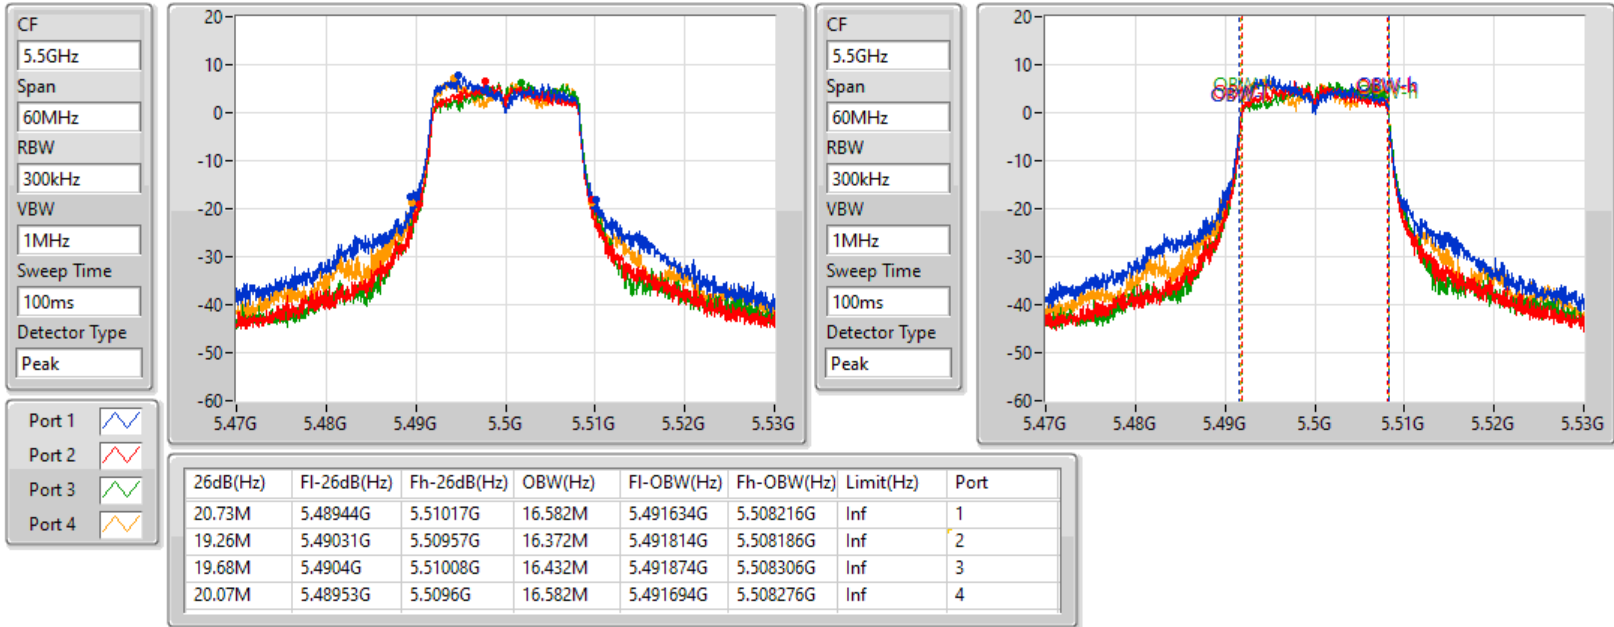 CF
5.5GHz
Span
60MHz
RBW
300kHz
VBW
1MHz
Sweep Time
100ms
Detector Type
Peak
20
10
0
-10
-20
-30
-40
-50
-60
5.47G 5.48G 5.49G 5.5G 5.51G 5.52G 5.53G
CF
5.5GHz
Span
60MHz
RBW
300kHz
VBW
1MHz
Sweep Time
100ms
Detector Type
Peak
20
10
0
-10
-20
-30
-40
-50
-60
OBW-h
5.47G 5.48G 5.49G 5.5G 5.51G 5.52G 5.53G
Port 1
Port 2
Port 3
Port 4
26dB(Hz) Fl-26dB(Hz) Fh-26dB(Hz) OBW(Hz) Fl-OBW(Hz) Fh-OBW(Hz) Limit(Hz) Port
20.73M 5.48944G 5.51017G 16.582M 5.491634G 5.508216G Inf 1
19.26M 5.49031G 5.50957G 16.372M 5.491814G 5.508186G Inf 2
19.68M 5.4904G 5.51008G 16.432M 5.491874G 5.508306G Inf 3
20.07M 5.48953G 5.5096G 16.582M 5.491694G 5.508276G Inf 4